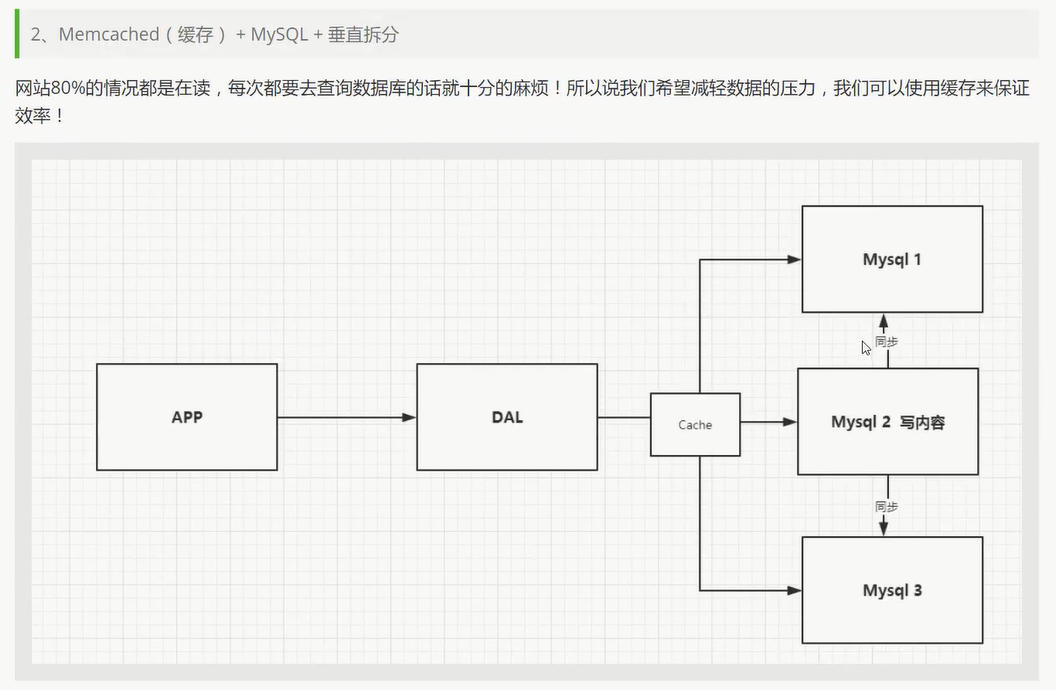 2、Memcached（缓存） + MySQL + 垂直拆分
网站80%的情况都是在读，每次都要去查询数据库的话就十分的麻烦！所以说我们希望减轻数据的压力，我们可以使用缓存来保证
效率！
Mysql 1
同步
APP
DAL
Cache
Mysql 2 写内容
同步
Mysql 3